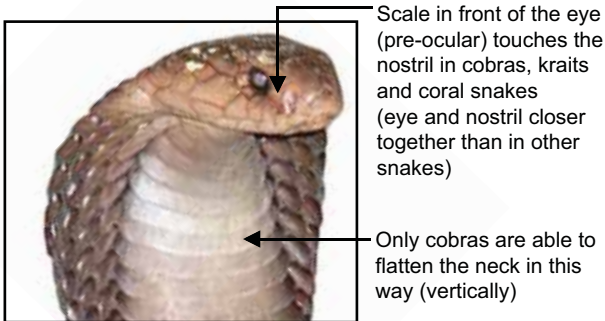 Scale in front of the eye
(pre-ocular) touches the
nostril in cobras, kraits
and coral snakes
(eye and nostril closer
together than in other
snakes)
Only cobras are able to
flatten the neck in this
way (vertically)